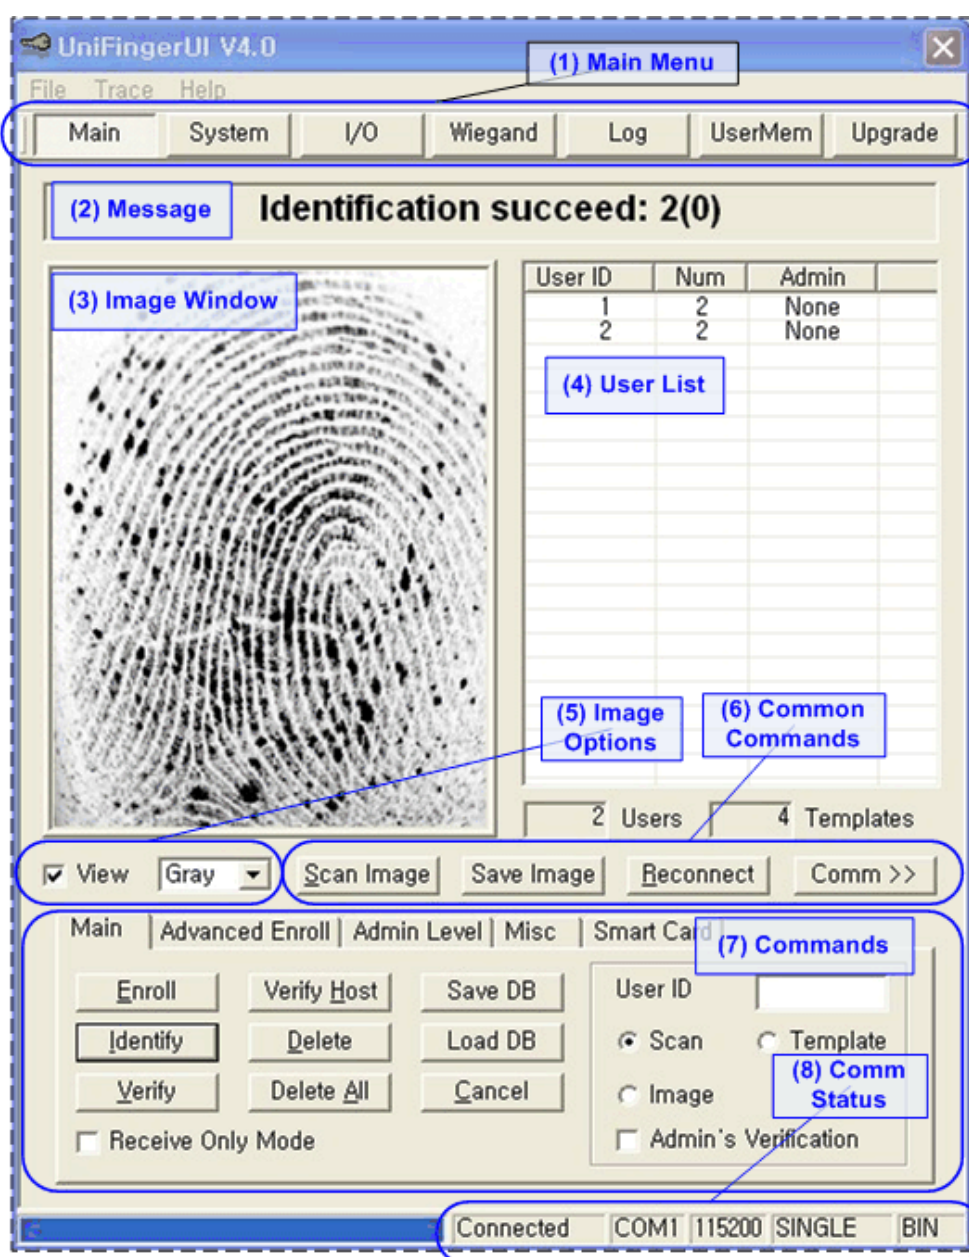 UniFingerUI V4.0
(1) Main Menu
File Trace Help
Main System I/O Wiegand Log UserMem Upgrade
(2) Message Identification succeed: 2(0)
(3) Image Window
User ID Num Admin
1 2 None
2 2 None
(4) User List
(5) Image Options
(6) Common Commands
2 Users 4 Templates
View Gray Scan Image Save Image Reconnect Comm >>
Main Advanced Enroll Admin Level Misc Smart Card
(7) Commands
Enroll Verify Host Save DB User ID
Identify Delete Load DB Scan Template
(8) Comm Status
Verify Delete All Cancel Image
Receive Only Mode Admin's Verification
Connected COM1 115200 SINGLE BIN